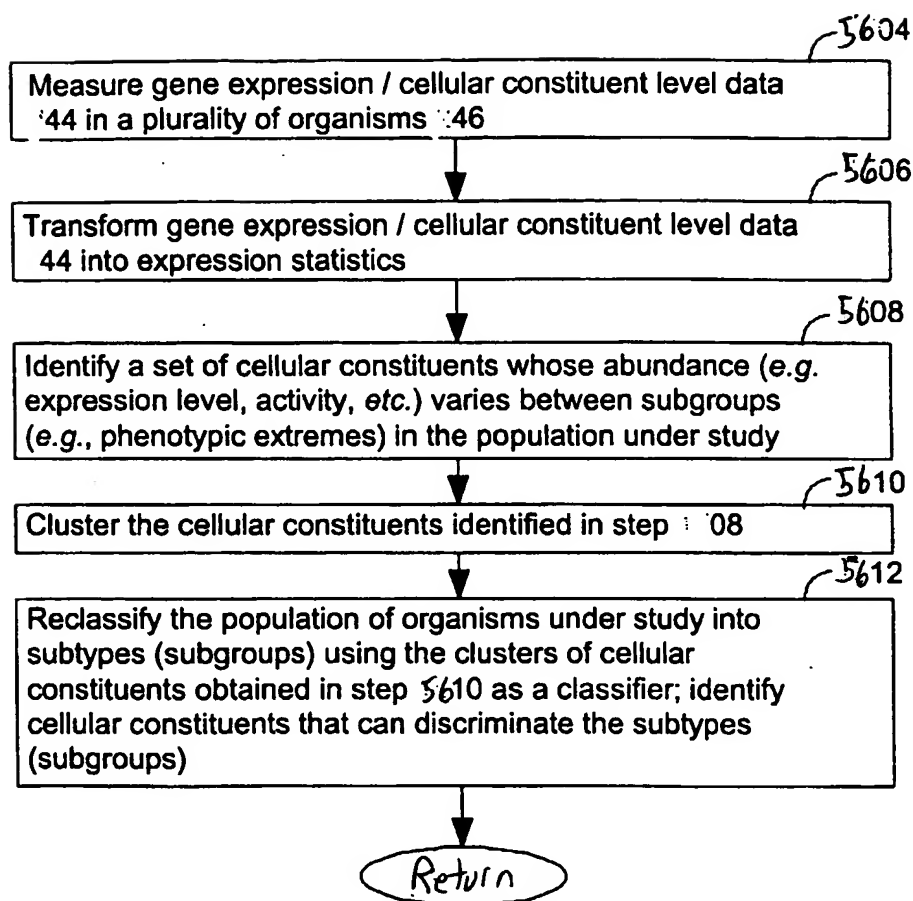 5604
Measure gene expression / cellular constituent level data
44 in a plurality of organisms 46
5606
Transform gene expression / cellular constituent level data
44 into expression statistics
5608
Identify a set of cellular constituents whose abundance (e.g.
expression level, activity, etc.) varies between subgroups
(e.g., phenotypic extremes) in the population under study
5610
Cluster the cellular constituents identified in step 08
5612
Reclassify the population of organisms under study into
subtypes (subgroups) using the clusters of cellular
constituents obtained in step 5610 as a classifier; identify
cellular constituents that can discriminate the subtypes
(subgroups)
Return